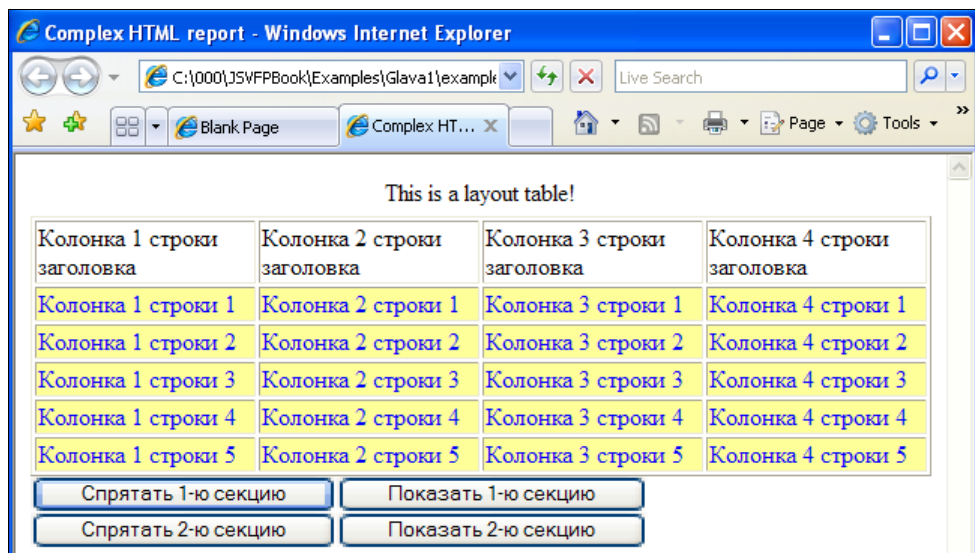 Complex HTML report - Windows Internet Explorer
C:\000\JSVFPBook\Examples\Glava1\example
Live Search
Blank Page
Complex HT...
Page
Tools
This is a layout table!
Колонка 1 строки заголовка
Колонка 2 строки заголовка
Колонка 3 строки заголовка
Колонка 4 строки заголовка
Колонка 1 строки 1
Колонка 2 строки 1
Колонка 3 строки 1
Колонка 4 строки 1
Колонка 1 строки 2
Колонка 2 строки 2
Колонка 3 строки 2
Колонка 4 строки 2
Колонка 1 строки 3
Колонка 2 строки 3
Колонка 3 строки 3
Колонка 4 строки 3
Колонка 1 строки 4
Колонка 2 строки 4
Колонка 3 строки 4
Колонка 4 строки 4
Колонка 1 строки 5
Колонка 2 строки 5
Колонка 3 строки 5
Колонка 4 строки 5
Спрятать 1-ю секцию
Показать 1-ю секцию
Спрятать 2-ю секцию
Показать 2-ю секцию